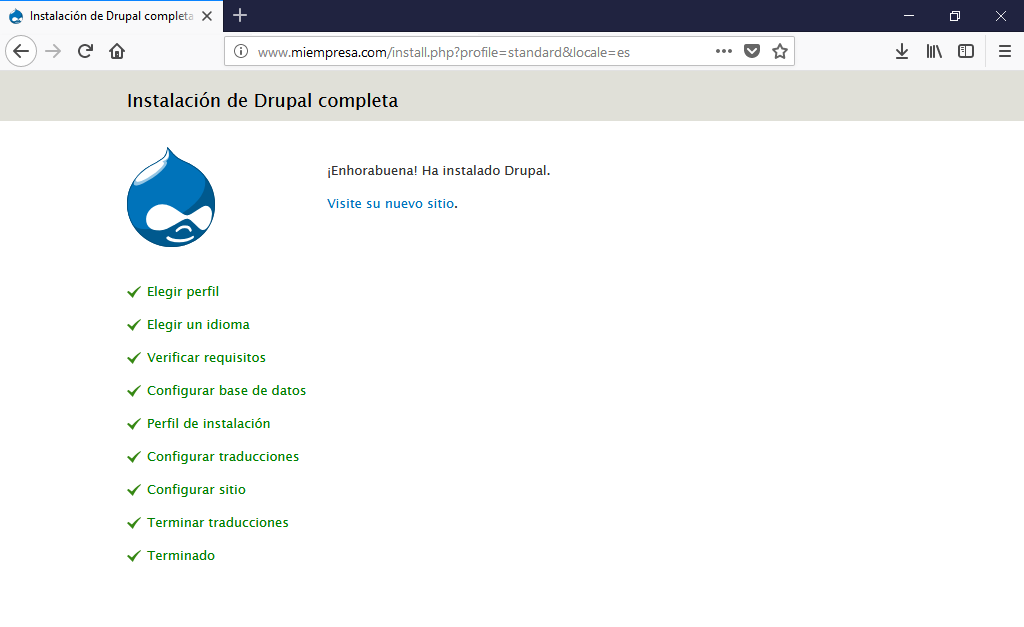 Instalación de Drupal completa
www.miempresa.com/install.php?profile=standard&locale=es
Instalación de Drupal completa
¡Enhorabuena! Ha instalado Drupal.
Visite su nuevo sitio.
Elegir perfil
Elegir un idioma
Verificar requisitos
Configurar base de datos
Perfil de instalación
Configurar traducciones
Configurar sitio
Terminar traducciones
Terminado